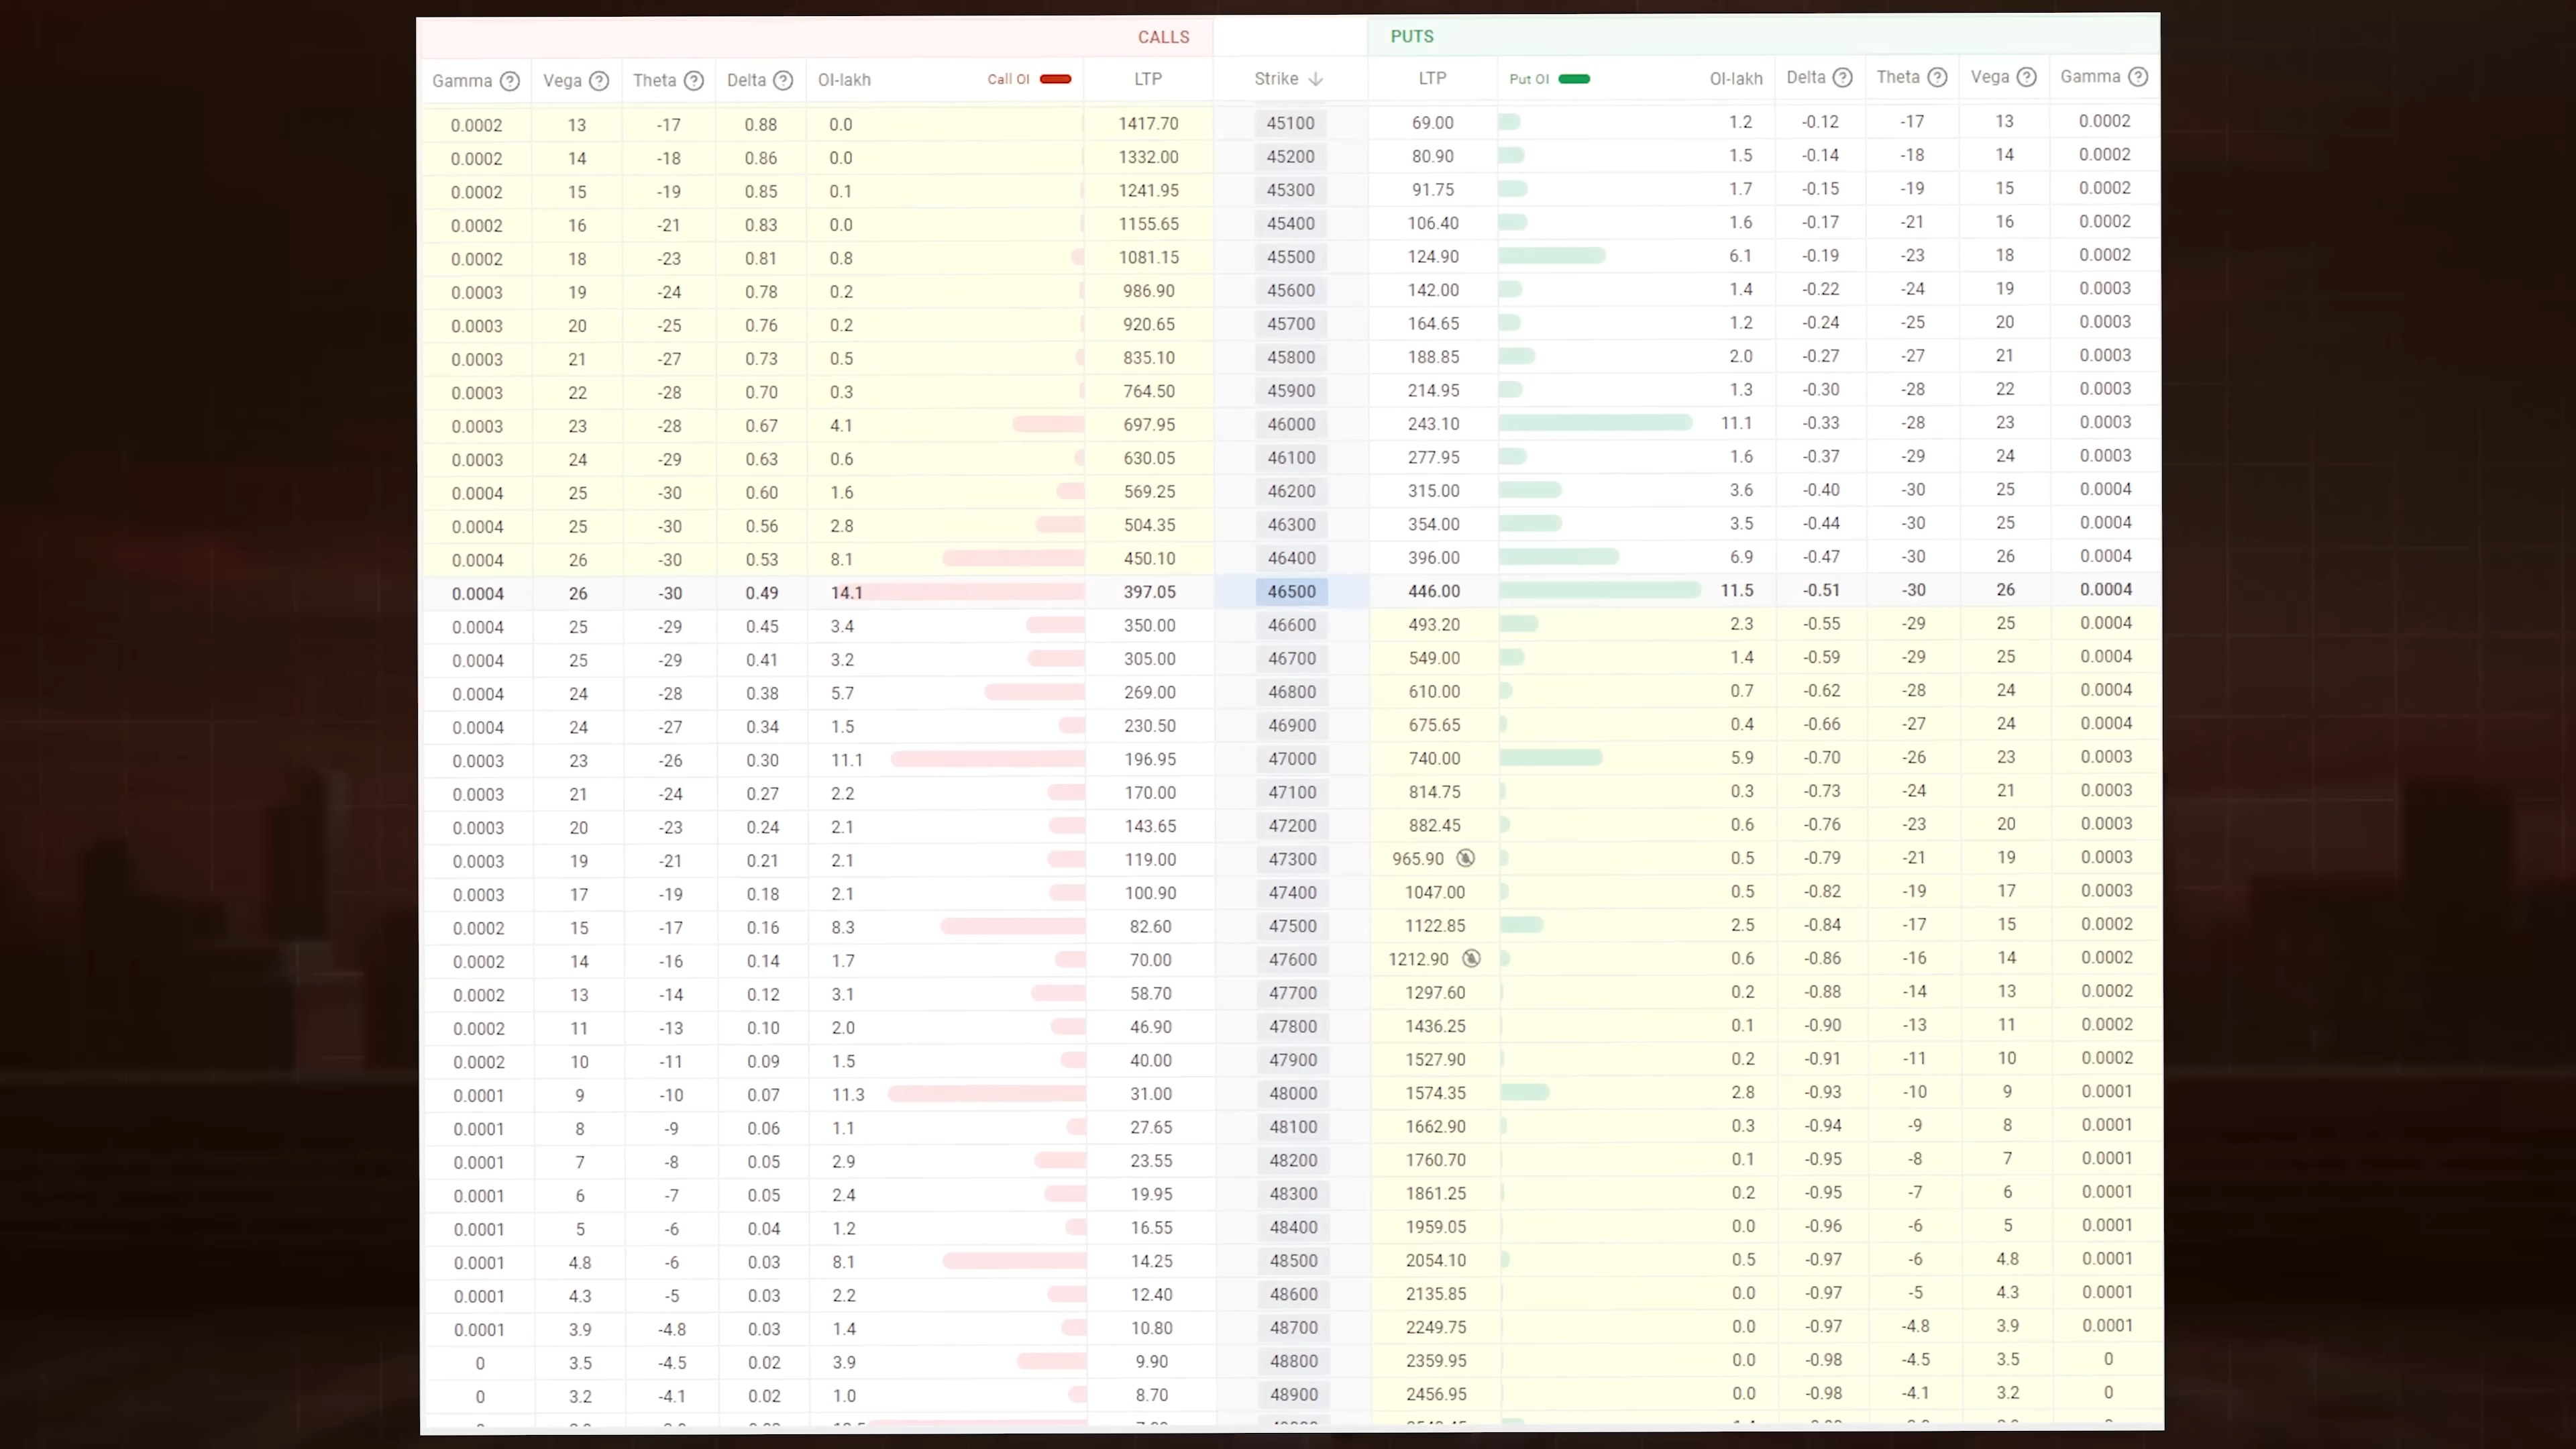 CALLS PUTS
Gamma Vega Theta Delta OI-lakh Call OI LTP Strike LTP Put OI OI-lakh Delta Theta Vega Gamma
0.0002 13 -17 0.88 0.0 1417.70 45100 69.00 1.2 -0.12 -17 13 0.0002
0.0002 14 -18 0.86 0.0 1332.00 45200 80.90 1.5 -0.14 -18 14 0.0002
0.0002 15 -19 0.85 0.1 1241.95 45300 91.75 1.7 -0.15 -19 15 0.0002
0.0002 16 -21 0.83 0.0 1155.65 45400 106.40 1.6 -0.17 -21 16 0.0002
0.0002 18 -23 0.81 0.8 1081.15 45500 124.90 6.1 -0.19 -23 18 0.0002
0.0003 19 -24 0.78 0.2 986.90 45600 142.00 1.4 -0.22 -24 19 0.0003
0.0003 20 -25 0.76 0.2 920.65 45700 164.65 1.2 -0.24 -25 20 0.0003
0.0003 21 -27 0.73 0.5 835.10 45800 188.85 2.0 -0.27 -27 21 0.0003
0.0003 22 -28 0.70 0.3 764.50 45900 214.95 1.3 -0.30 -28 22 0.0003
0.0003 23 -28 0.67 4.1 697.95 46000 243.10 11.1 -0.33 -28 23 0.0003
0.0003 24 -29 0.63 0.6 630.05 46100 277.95 1.6 -0.37 -29 24 0.0003
0.0004 25 -30 0.60 1.6 569.25 46200 315.00 3.6 -0.40 -30 25 0.0004
0.0004 25 -30 0.56 2.8 504.35 46300 354.00 3.5 -0.44 -30 25 0.0004
0.0004 26 -30 0.53 8.1 450.10 46400 396.00 6.9 -0.47 -30 26 0.0004
0.0004 26 -30 0.49 14.1 397.05 46500 446.00 11.5 -0.51 -30 26 0.0004
0.0004 25 -29 0.45 3.4 350.00 46600 493.20 2.3 -0.55 -29 25 0.0004
0.0004 25 -29 0.41 3.2 305.00 46700 549.00 1.4 -0.59 -29 25 0.0004
0.0004 24 -28 0.38 5.7 269.00 46800 610.00 0.7 -0.62 -28 24 0.0004
0.0004 24 -27 0.34 1.5 230.50 46900 675.65 0.4 -0.66 -27 24 0.0004
0.0003 23 -26 0.30 11.1 196.95 47000 740.00 5.9 -0.70 -26 23 0.0003
0.0003 21 -24 0.27 2.2 170.00 47100 814.75 0.3 -0.73 -24 21 0.0003
0.0003 20 -23 0.24 2.1 143.65 47200 882.45 0.6 -0.76 -23 20 0.0003
0.0003 19 -21 0.21 2.1 119.00 47300 965.90 0.5 -0.79 -21 19 0.0003
0.0003 17 -19 0.18 2.1 100.90 47400 1047.00 0.5 -0.82 -19 17 0.0003
0.0002 15 -17 0.16 8.3 82.60 47500 1122.85 2.5 -0.84 -17 15 0.0002
0.0002 14 -16 0.14 1.7 70.00 47600 1212.90 0.6 -0.86 -16 14 0.0002
0.0002 13 -14 0.12 3.1 58.70 47700 1297.60 0.2 -0.88 -14 13 0.0002
0.0002 11 -13 0.10 2.0 46.90 47800 1436.25 0.1 -0.90 -13 11 0.0002
0.0002 10 -11 0.09 1.5 40.00 47900 1527.90 0.2 -0.91 -11 10 0.0002
0.0001 9 -10 0.07 11.3 31.00 48000 1574.35 2.8 -0.93 -10 9 0.0001
0.0001 8 -9 0.06 1.1 27.65 48100 1662.90 0.3 -0.94 -9 8 0.0001
0.0001 7 -8 0.05 2.9 23.55 48200 1760.70 0.1 -0.95 -8 7 0.0001
0.0001 6 -7 0.05 2.4 19.95 48300 1861.25 0.2 -0.95 -7 6 0.0001
0.0001 5 -6 0.04 1.2 16.55 48400 1959.05 0.0 -0.96 -6 5 0.0001
0.0001 4.8 -6 0.03 8.1 14.25 48500 2054.10 0.5 -0.97 -6 4.8 0.0001
0.0001 4.3 -5 0.03 2.2 12.40 48600 2135.85 0.0 -0.97 -5 4.3 0.0001
0.0001 3.9 -4.8 0.03 1.4 10.80 48700 2249.75 0.0 -0.97 -4.8 3.9 0.0001
0 3.5 -4.5 0.02 3.9 9.90 48800 2359.95 0.0 -0.98 -4.5 3.5 0
0 3.2 -4.1 0.02 1.0 8.70 48900 2456.95 0.0 -0.98 -4.1 3.2 0